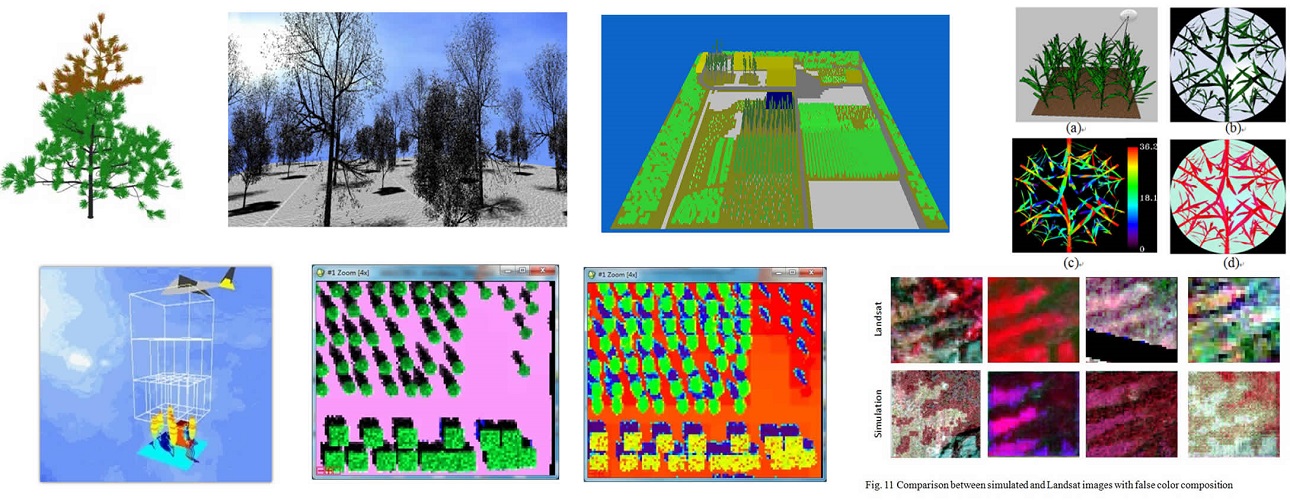 (a)
(b)
36.2
18.1
0
(c)
(d)
#1 Zoom [4x]
#1 Zoom [4x]
Landsat
Simulation
Fig. 11 Comparison between simulated and Landsat images with false color composition